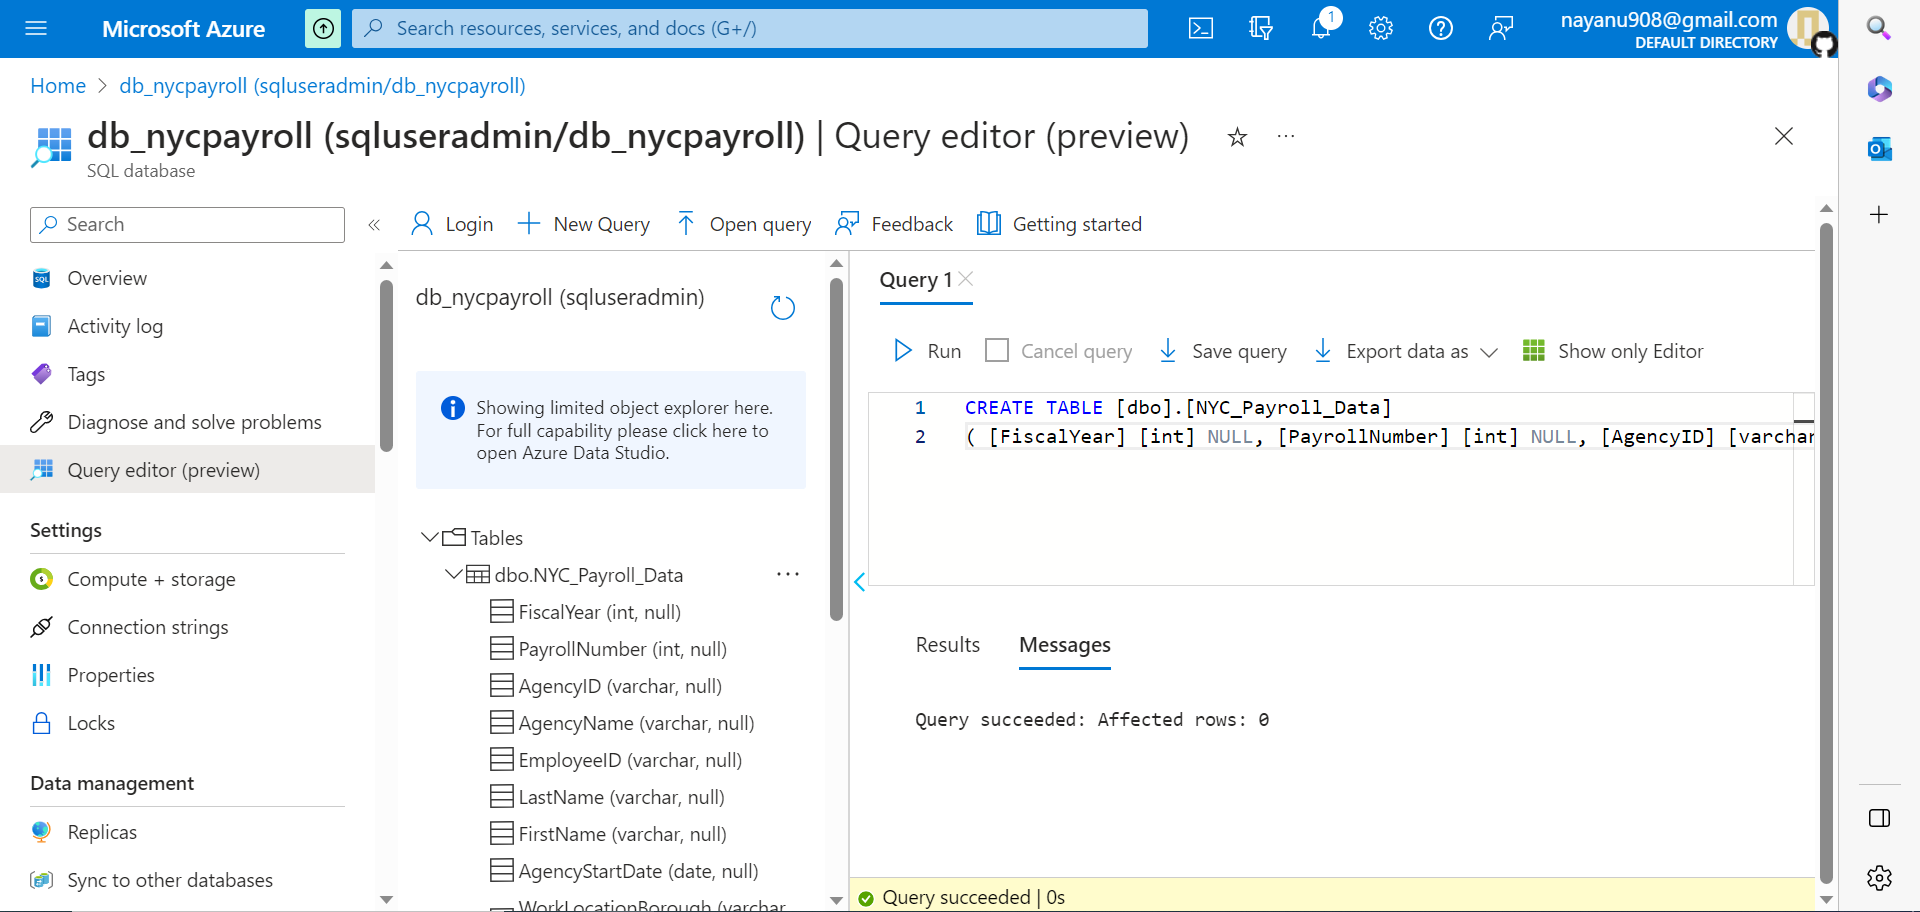 Microsoft Azure
Search resources, services, and docs (G+/)
1
nayanu908@gmail.com
DEFAULT DIRECTORY
Home > db_nycpayroll (sqluseradmin/db_nycpayroll)
db_nycpayroll (sqluseradmin/db_nycpayroll) | Query editor (preview)
SQL database
Search
Overview
Activity log
Tags
Diagnose and solve problems
Query editor (preview)
Settings
Compute + storage
Connection strings
Properties
Locks
Data management
Replicas
Sync to other databases
Login
New Query
Open query
Feedback
Getting started
db_nycpayroll (sqluseradmin)
Showing limited object explorer here.
For full capability please click here to
open Azure Data Studio.
Tables
dbo.NYC_Payroll_Data
FiscalYear (int, null)
PayrollNumber (int, null)
AgencyID (varchar, null)
AgencyName (varchar, null)
EmployeeID (varchar, null)
LastName (varchar, null)
FirstName (varchar, null)
AgencyStartDate (date, null)
WorkLocationBorough (varchar,
Query 1
Run
Cancel query
Save query
Export data as
Show only Editor
1 CREATE TABLE [dbo].[NYC_Payroll_Data]
2 ( [FiscalYear] [int] NULL, [PayrollNumber] [int] NULL, [AgencyID] [varchar
Results
Messages
Query succeeded: Affected rows: 0
Query succeeded | 0s